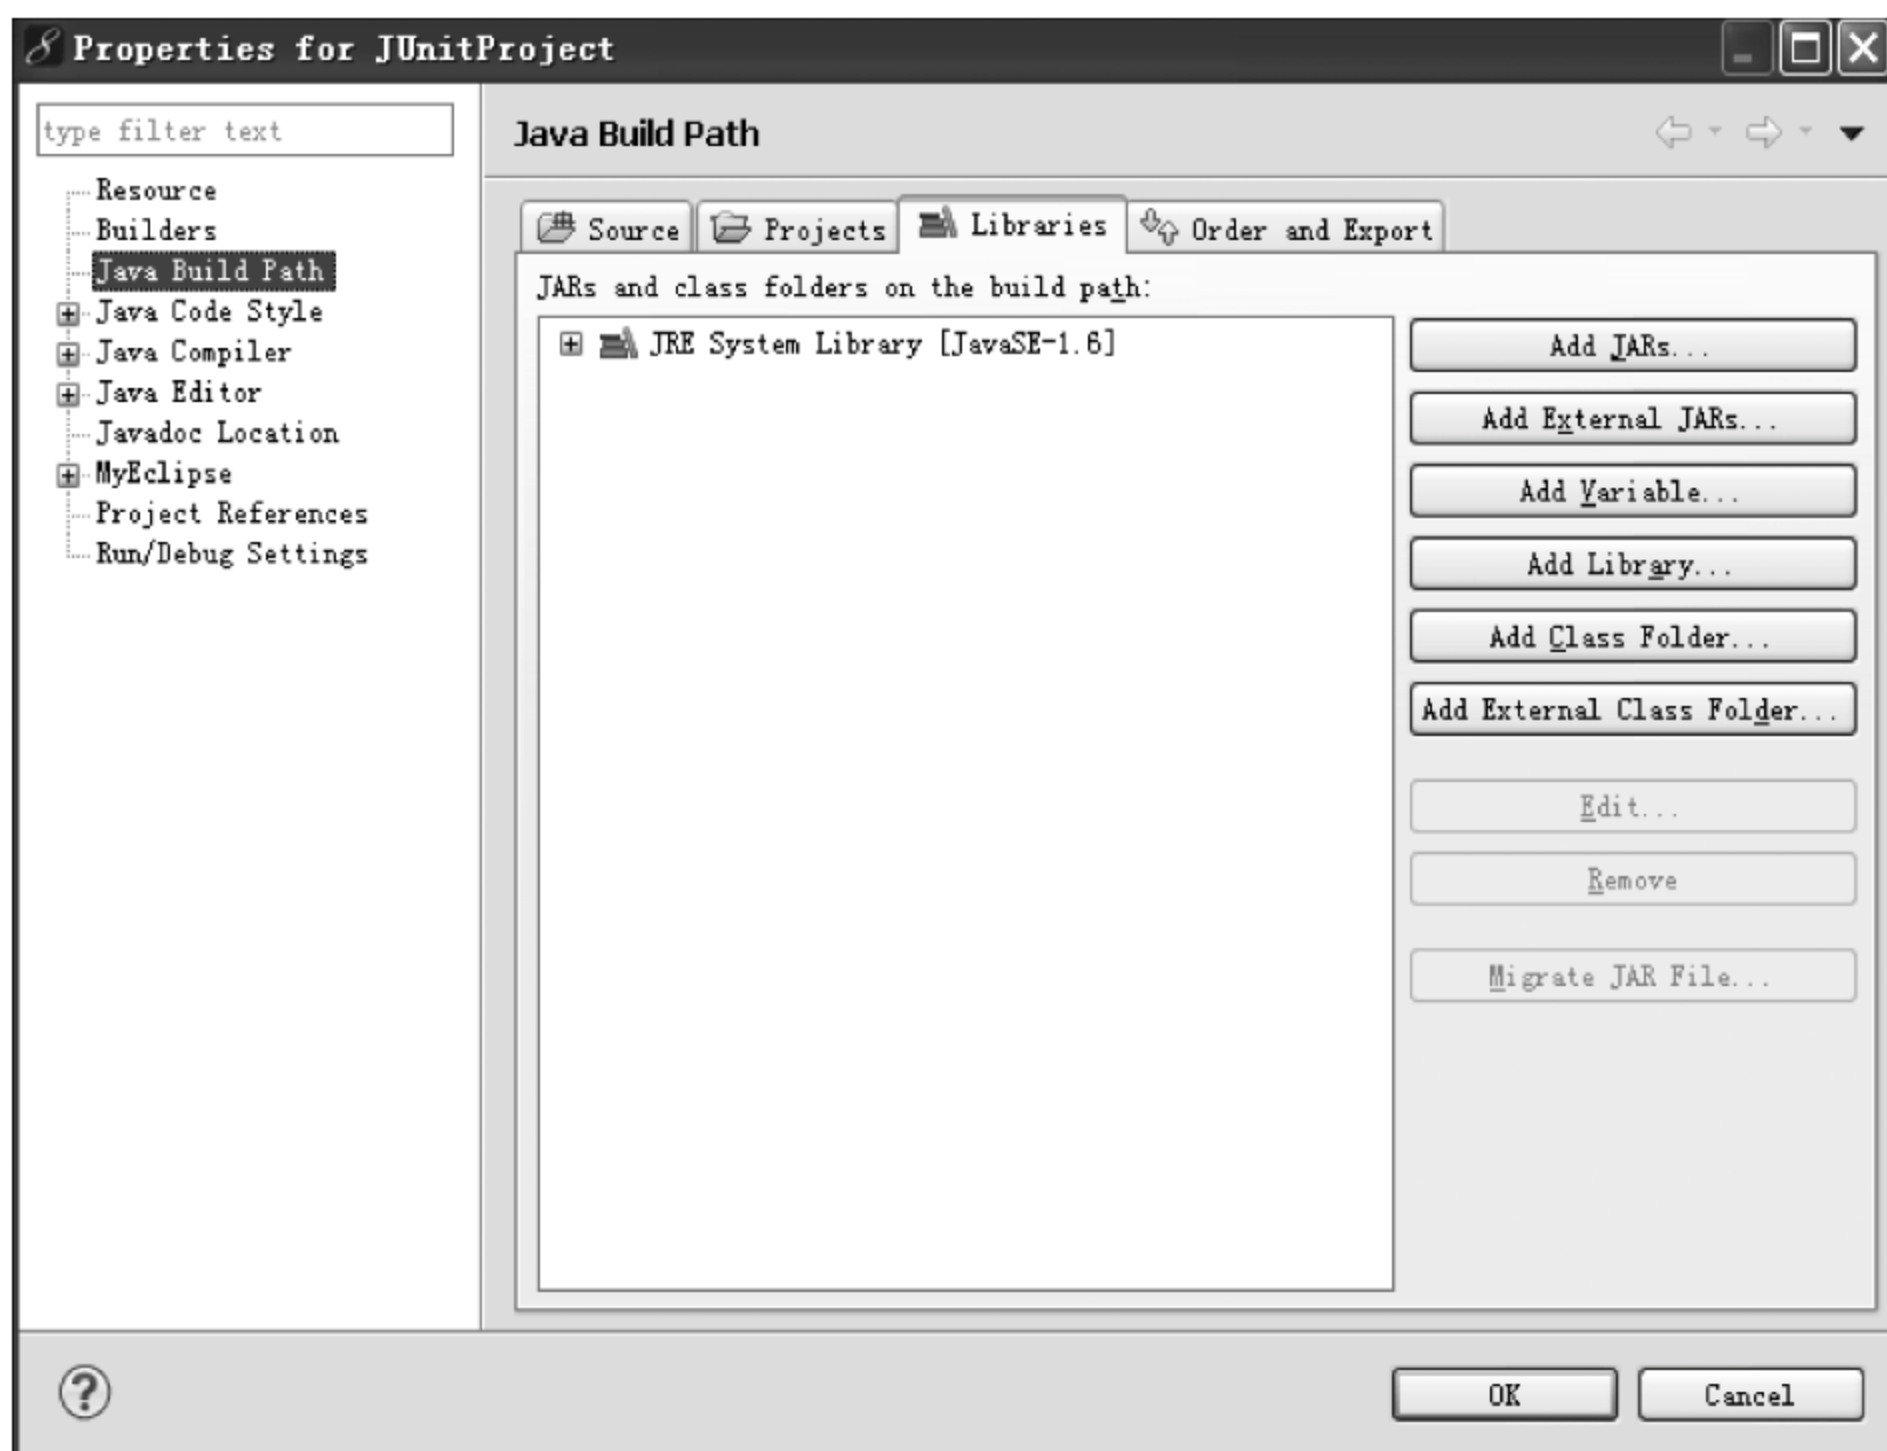 Properties for JUnitProject
type filter text
Resource
Builders
Java Build Path
Java Code Style
Java Compiler
Java Editor
Javadoc Location
MyEclipse
Project References
Run/Debug Settings
Java Build Path
Source Projects Libraries Order and Export
JARs and class folders on the build path:
JRE System Library [JavaSE-1.6]
Add JARs...
Add External JARs...
Add Variable...
Add Library...
Add Class Folder...
Add External Class Folder...
Edit...
Remove
Migrate JAR File...
OK Cancel